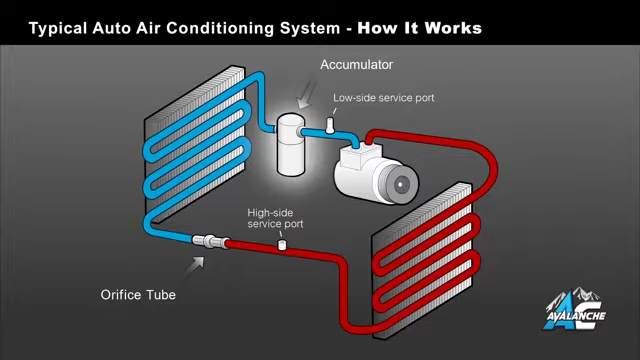 Typical Auto Air Conditioning System - How It Works
Accumulator
Low-side service port
High-side
service port
Orifice Tube
AC
AVALANCHE